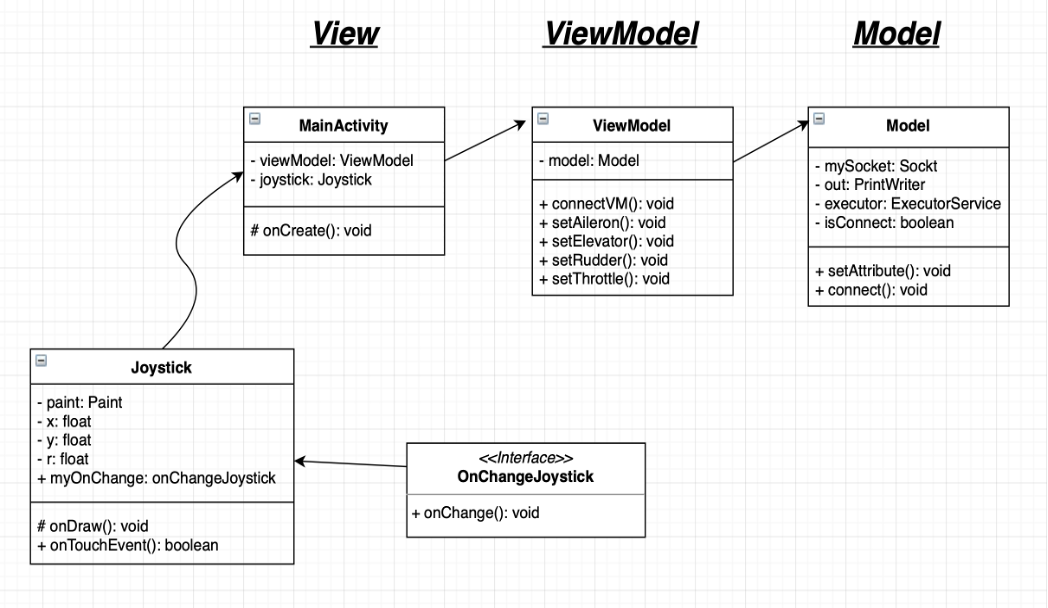 View
ViewModel
Model
MainActivity
- viewModel: ViewModel
- joystick: Joystick
# onCreate(): void
ViewModel
- model: Model
+ connectVM(): void
+ setAileron(): void
+ setElevator(): void
+ setRudder(): void
+ setThrottle(): void
Model
- mySocket: Sockt
- out: PrintWriter
- executor: ExecutorService
- isConnect: boolean
+ setAttribute(): void
+ connect(): void
Joystick
- paint: Paint
- x: float
- y: float
- r: float
+ myOnChange: onChangeJoystick
# onDraw(): void
+ onTouchEvent(): boolean
<<Interface>>
OnChangeJoystick
+ onChange(): void